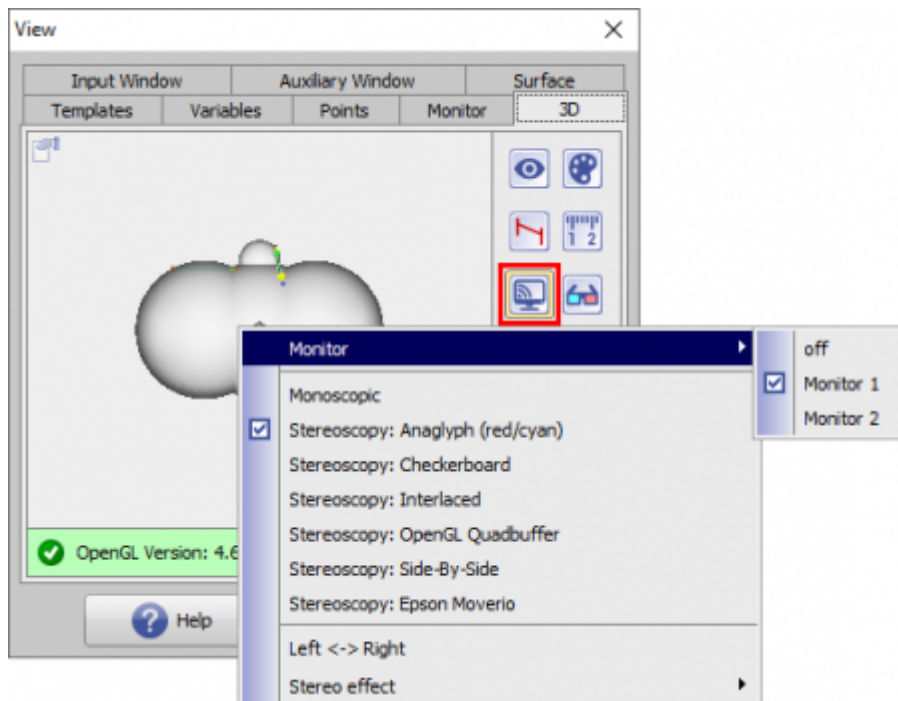 View
Input Window Auxiliary Window Surface
Templates Variables Points Monitor 3D
1 2
Monitor
off
Monitor 1
Monitor 2
Monoscopic
Stereoscopy: Anaglyph (red/cyan)
Stereoscopy: Checkerboard
Stereoscopy: Interlaced
Stereoscopy: OpenGL Quadbuffer
Stereoscopy: Side-By-Side
Stereoscopy: Epson Moverio
Left <-> Right
Stereo effect
OpenGL Version: 4.6
? Help